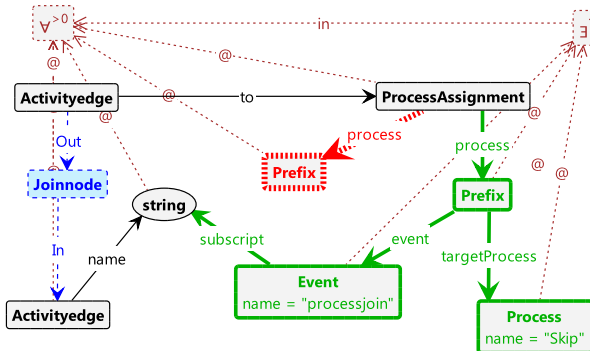 ∀>0
in
∃
@
@
@
@
@
@
@
@
Activityedge
to
ProcessAssignment
Out
process
process
Joinnode
Prefix
Prefix
string
In
name
subscript
event
targetProcess
Activityedge
Event
name = "processjoin"
Process
name = "Skip"